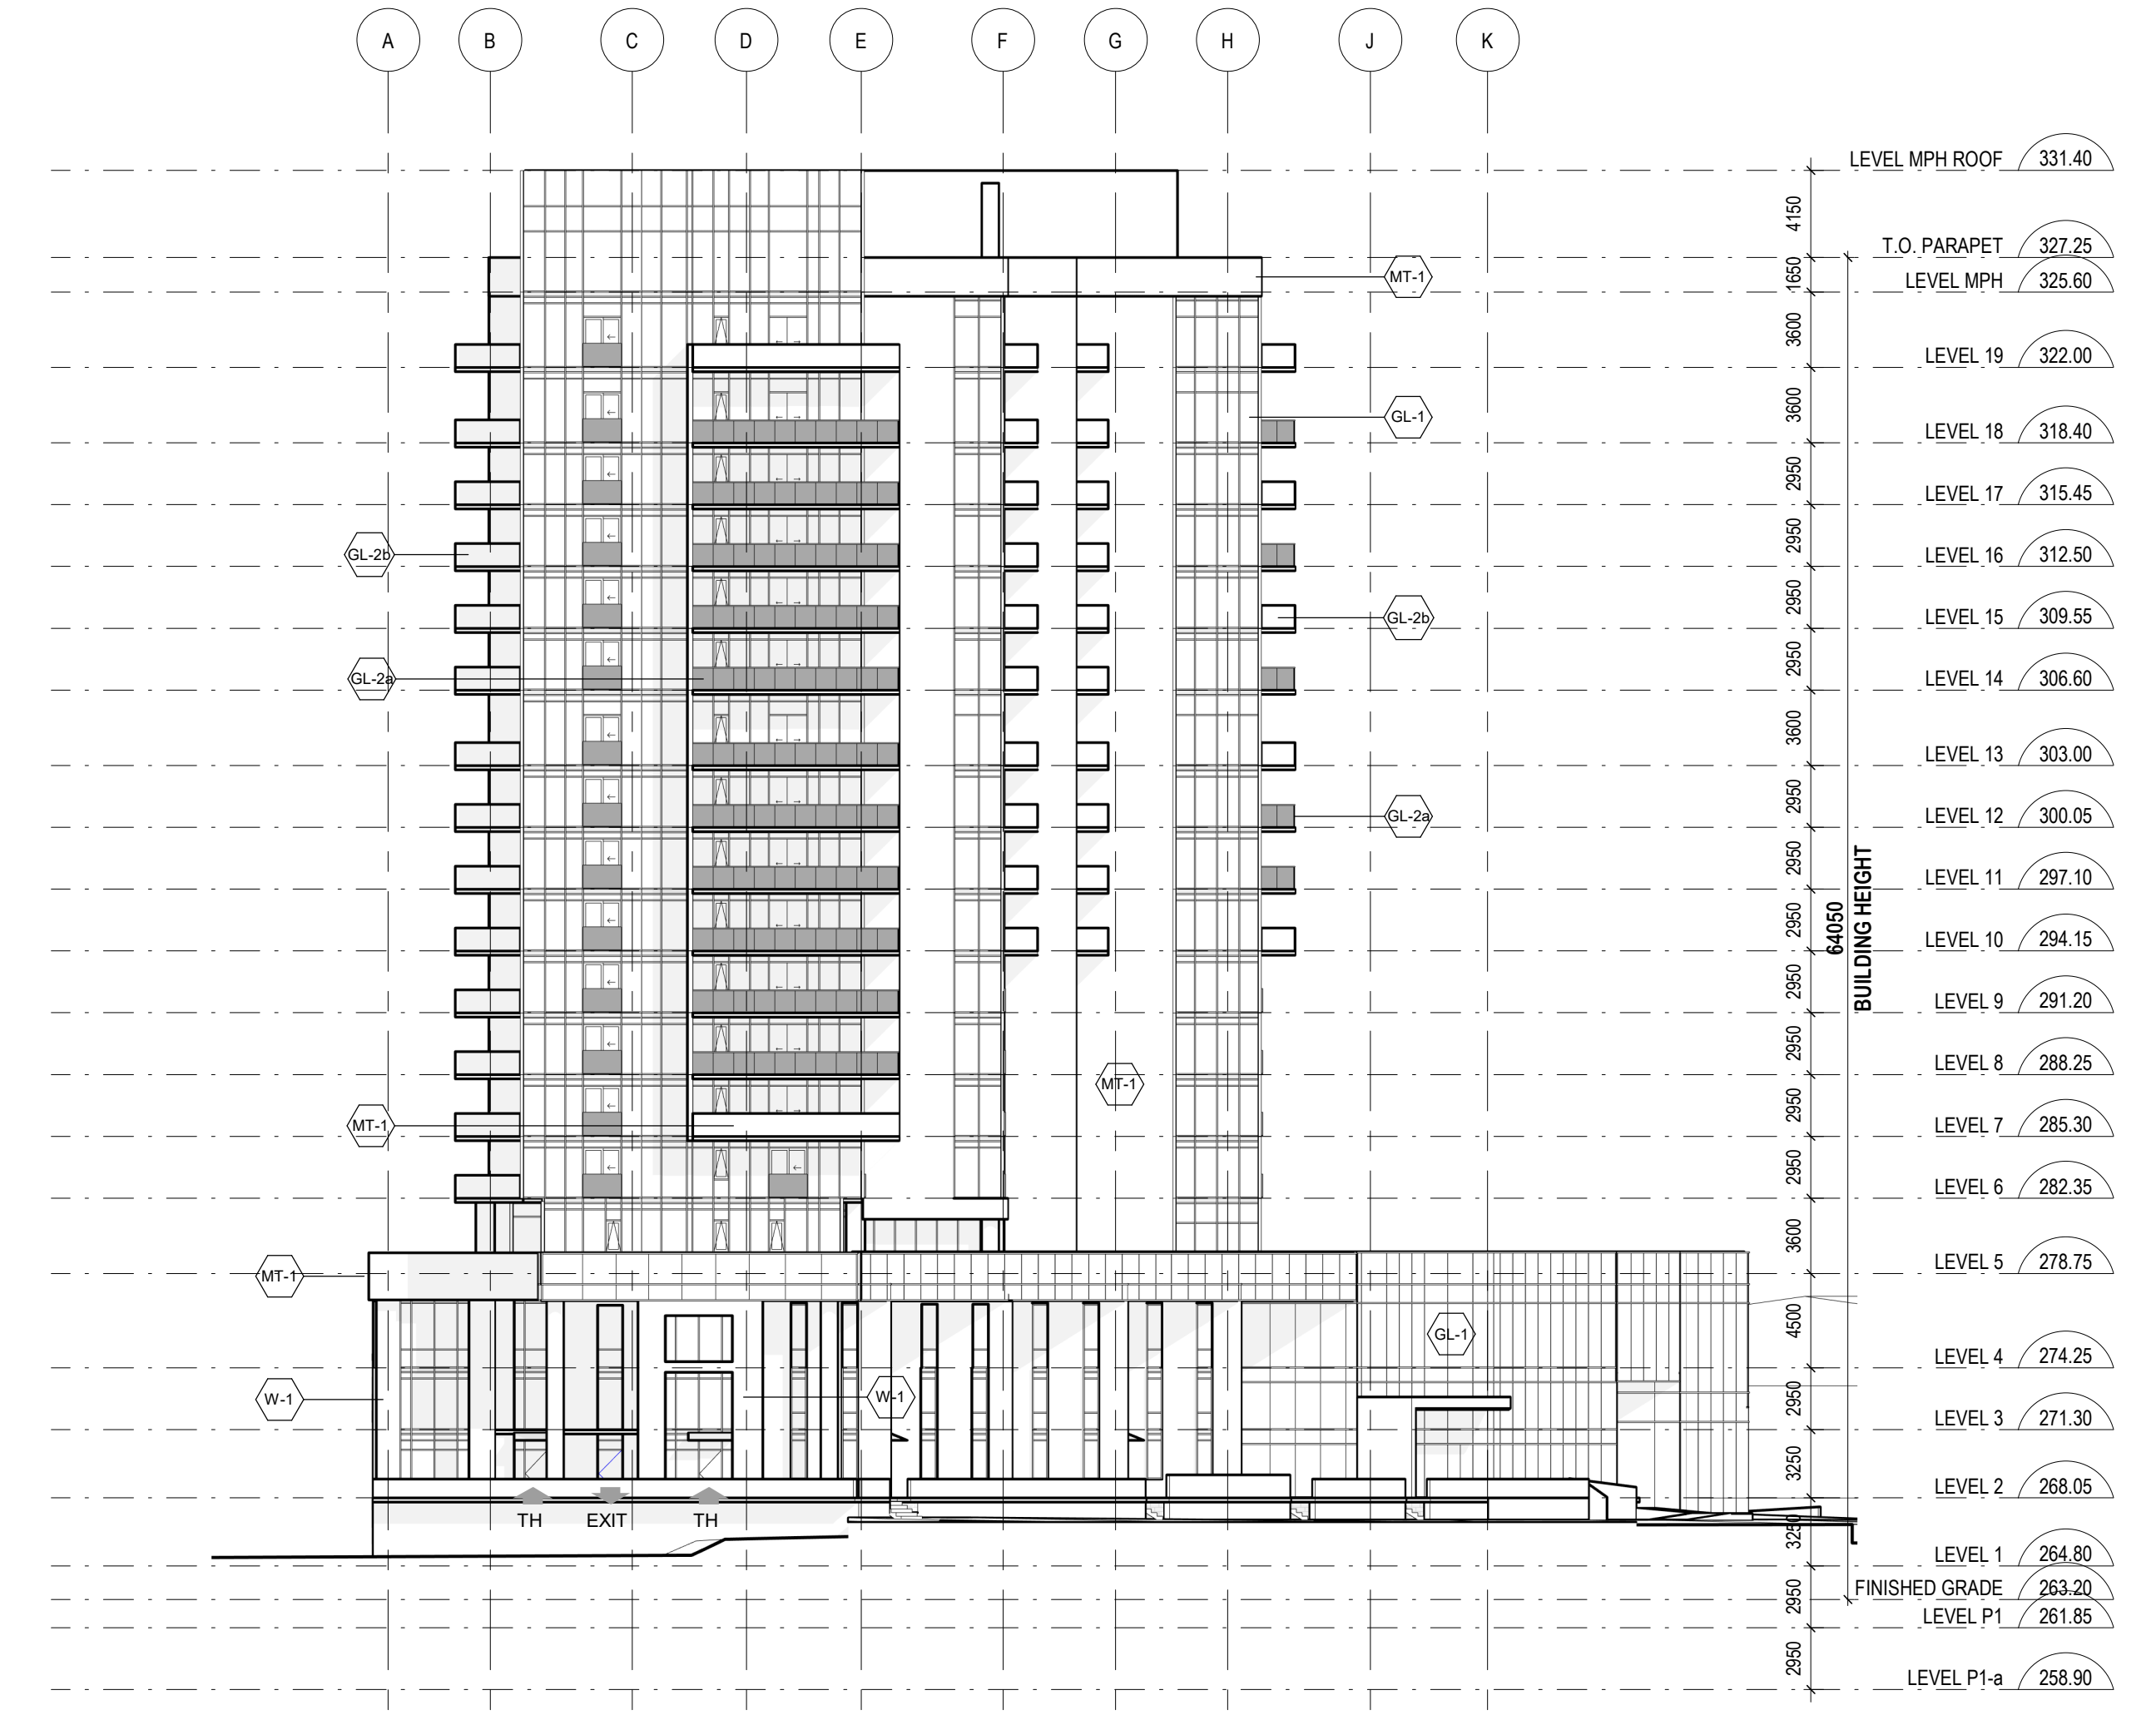 A B C D E F G H J K
LEVEL MPH ROOF 331.40
4150
T.O. PARAPET 327.25
1650
MT-1
LEVEL MPH 325.60
3600
LEVEL 19 322.00
3600
GL-1
LEVEL 18 318.40
2950
LEVEL 17 315.45
2950
GL-2b
LEVEL 16 312.50
2950
GL-2b
LEVEL 15 309.55
2950
GL-2a
LEVEL 14 306.60
3600
LEVEL 13 303.00
2950
GL-2a
LEVEL 12 300.05
2950
LEVEL 11 297.10
2950
64050
BUILDING HEIGHT
LEVEL 10 294.15
2950
LEVEL 9 291.20
2950
LEVEL 8 288.25
MT-1
2950
MT-1
LEVEL 7 285.30
2950
LEVEL 6 282.35
3600
MT-1
LEVEL 5 278.75
4500
GL-1
LEVEL 4 274.25
W-1
W-1
2950
LEVEL 3 271.30
3250
LEVEL 2 268.05
TH EXIT TH
3250
LEVEL 1 264.80
FINISHED GRADE 263.20
2950
LEVEL P1 261.85
2950
LEVEL P1-a 258.90